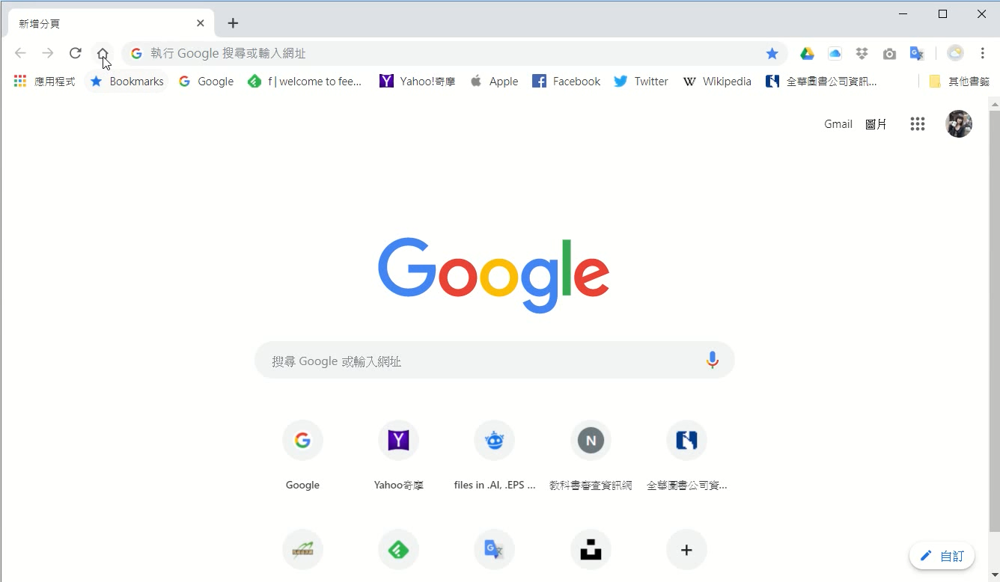 新增分頁
執行 Google 搜尋或輸入網址
應用程式 Bookmarks Google f | welcome to fee... Yahoo!奇摩 Apple Facebook Twitter Wikipedia 全華圖書公司資訊... 其他書籤
Gmail 圖片
Google
搜尋 Google 或輸入網址
Google Yahoo奇摩 files in .AI, .EPS ... 教科書審查資訊網 全華圖書公司資...
自訂